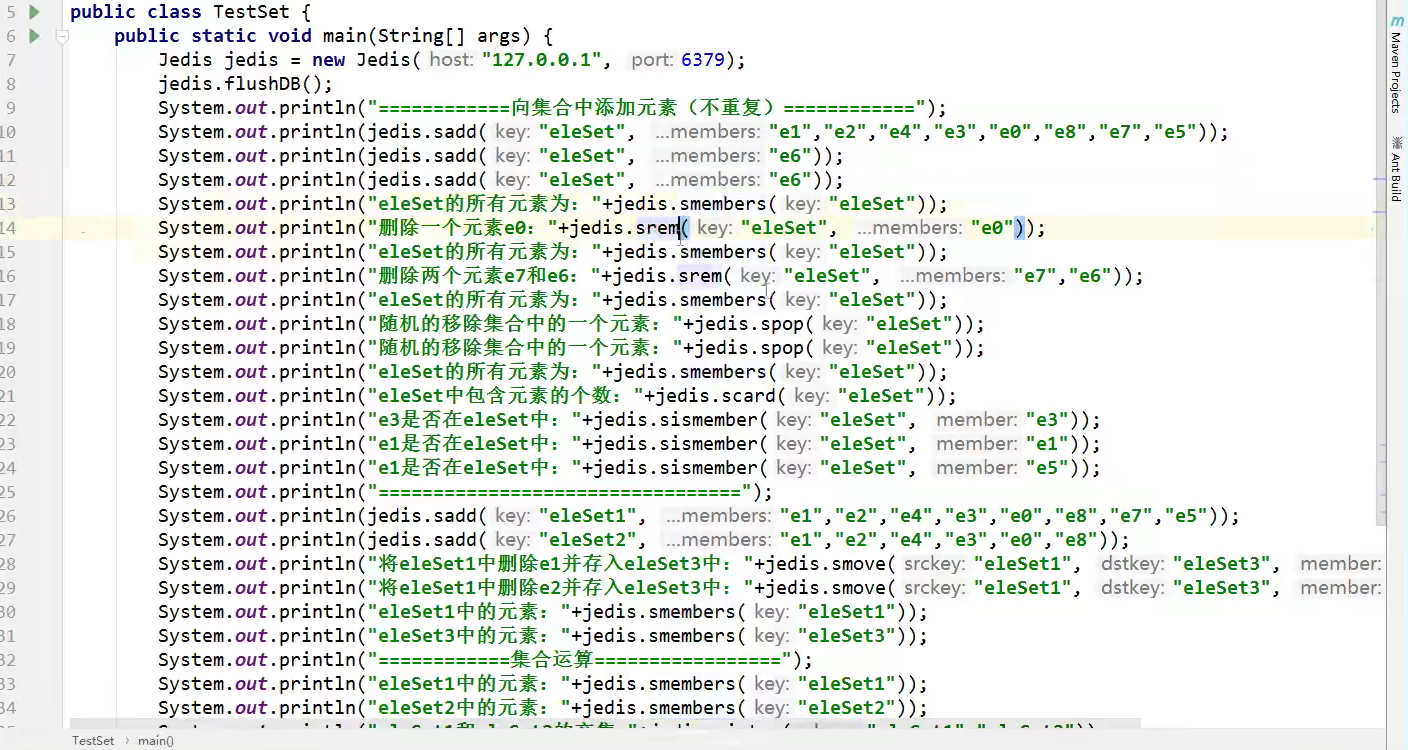 5 public class TestSet {
6 public static void main(String[] args) {
7 Jedis jedis = new Jedis( host: "127.0.0.1", port: 6379);
8 jedis.flushDB();
9 System.out.println("============向集合中添加元素（不重复）============");
10 System.out.println(jedis.sadd( key: "eleSet", ...members: "e1","e2","e4","e3","e0","e8","e7","e5"));
11 System.out.println(jedis.sadd( key: "eleSet", ...members: "e6"));
12 System.out.println(jedis.sadd( key: "eleSet", ...members: "e6"));
13 System.out.println("eleSet的所有元素为："+jedis.smembers( key: "eleSet"));
14 System.out.println("删除一个元素e0："+jedis.srem( key: "eleSet", ...members: "e0"));
15 System.out.println("eleSet的所有元素为："+jedis.smembers( key: "eleSet"));
16 System.out.println("删除两个元素e7和e6："+jedis.srem( key: "eleSet", ...members: "e7","e6"));
17 System.out.println("eleSet的所有元素为："+jedis.smembers( key: "eleSet"));
18 System.out.println("随机的移除集合中的一个元素："+jedis.spop( key: "eleSet"));
19 System.out.println("随机的移除集合中的一个元素："+jedis.spop( key: "eleSet"));
20 System.out.println("eleSet的所有元素为："+jedis.smembers( key: "eleSet"));
21 System.out.println("eleSet中包含元素的个数："+jedis.scard( key: "eleSet"));
22 System.out.println("e3是否在eleSet中："+jedis.sismember( key: "eleSet", member: "e3"));
23 System.out.println("e1是否在eleSet中："+jedis.sismember( key: "eleSet", member: "e1"));
24 System.out.println("e1是否在eleSet中："+jedis.sismember( key: "eleSet", member: "e5"));
25 System.out.println("=================================");
26 System.out.println(jedis.sadd( key: "eleSet1", ...members: "e1","e2","e4","e3","e0","e8","e7","e5"));
27 System.out.println(jedis.sadd( key: "eleSet2", ...members: "e1","e2","e4","e3","e0","e8"));
28 System.out.println("将eleSet1中删除e1并存入eleSet3中："+jedis.smove( srckey: "eleSet1", dstkey: "eleSet3", member:
29 System.out.println("将eleSet1中删除e2并存入eleSet3中："+jedis.smove( srckey: "eleSet1", dstkey: "eleSet3", member:
30 System.out.println("eleSet1中的元素："+jedis.smembers( key: "eleSet1"));
31 System.out.println("eleSet3中的元素："+jedis.smembers( key: "eleSet3"));
32 System.out.println("============集合运算=================");
33 System.out.println("eleSet1中的元素："+jedis.smembers( key: "eleSet1"));
34 System.out.println("eleSet2中的元素："+jedis.smembers( key: "eleSet2"));
TestSet › main()
m Maven Projects
Ant Build